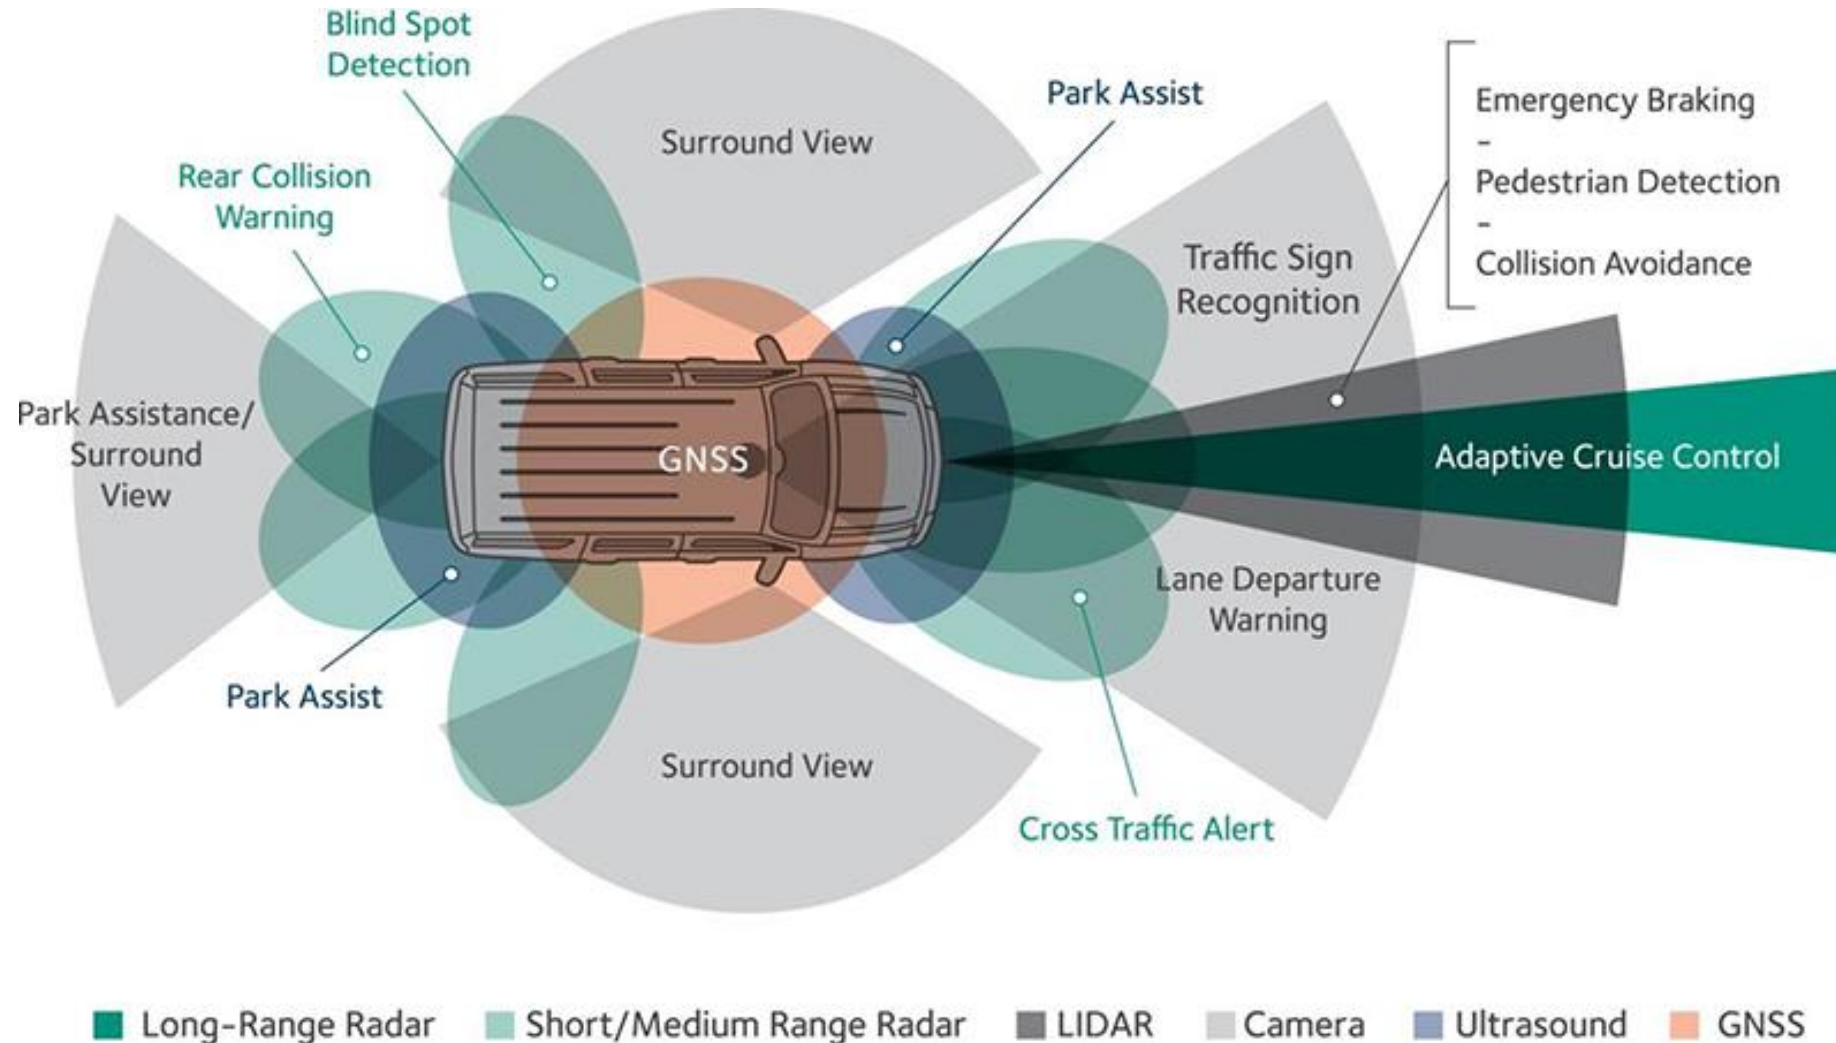 Blind Spot
Detection
Park Assist
Surround View
Emergency Braking
-
Pedestrian Detection
-
Collision Avoidance
Rear Collision
Warning
Traffic Sign
Recognition
Park Assistance/
Surround
View
GNSS
Adaptive Cruise Control
Lane Departure
Warning
Park Assist
Surround View
Cross Traffic Alert
Long-Range Radar
Short/Medium Range Radar
LIDAR
Camera
Ultrasound
GNSS